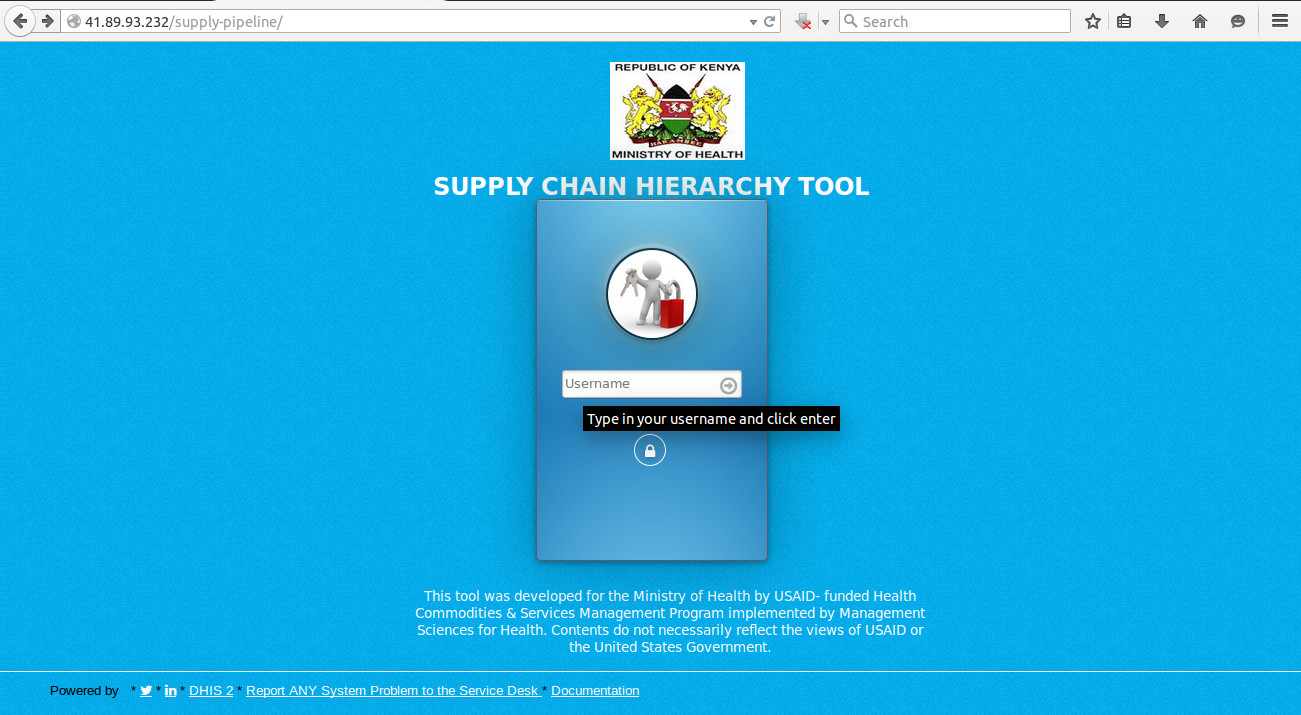 41.89.93.232/supply-pipeline/
Search
REPUBLIC OF KENYA
HARAMBEE
MINISTRY OF HEALTH
SUPPLY CHAIN HIERARCHY TOOL
Username
Type in your username and click enter
This tool was developed for the Ministry of Health by USAID- funded Health
Commodities & Services Management Program implemented by Management
Sciences for Health. Contents do not necessarily reflect the views of USAID or
the United States Government.
Powered by * * * DHIS 2 * Report ANY System Problem to the Service Desk * Documentation